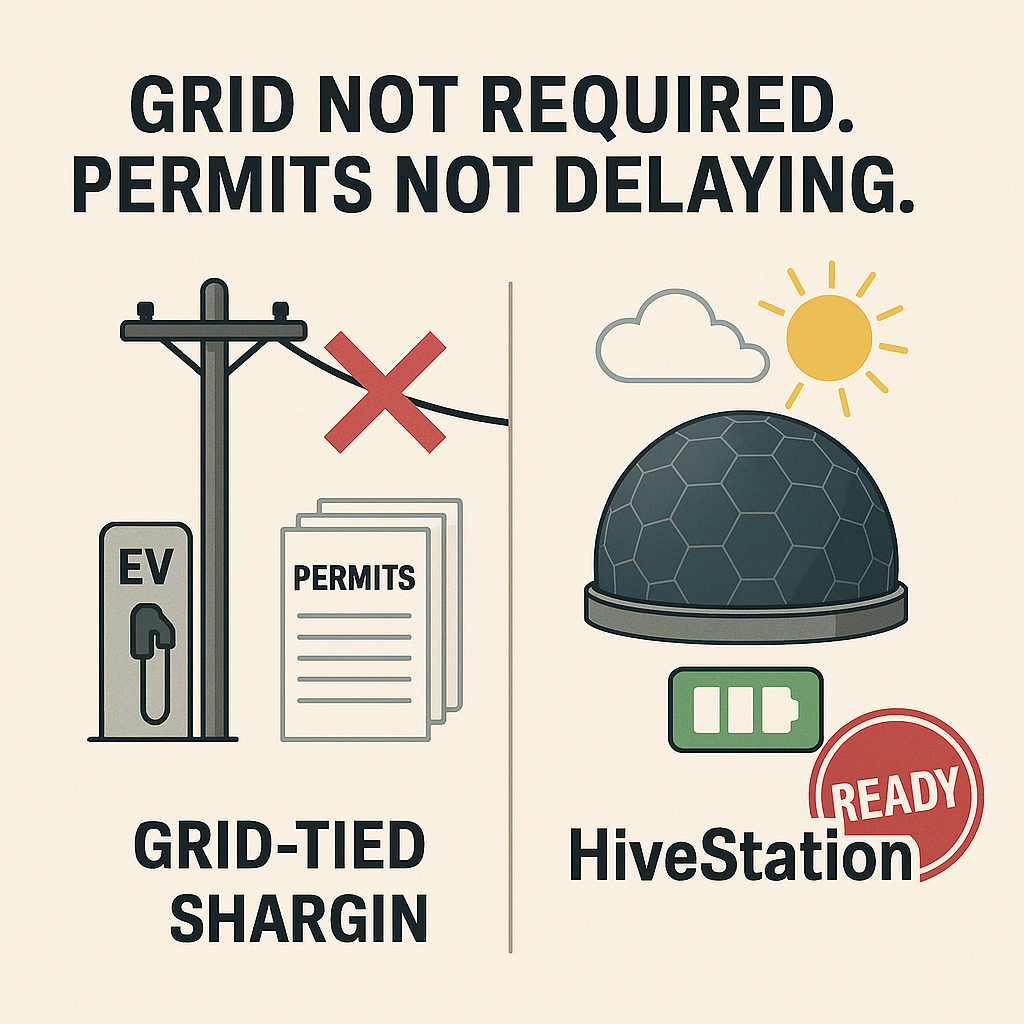 GRID NOT REQUIRED.
PERMITS NOT DELAYING.
EV
PERMITS
GRID-TIED
SHARGIN
READY
HiveStation